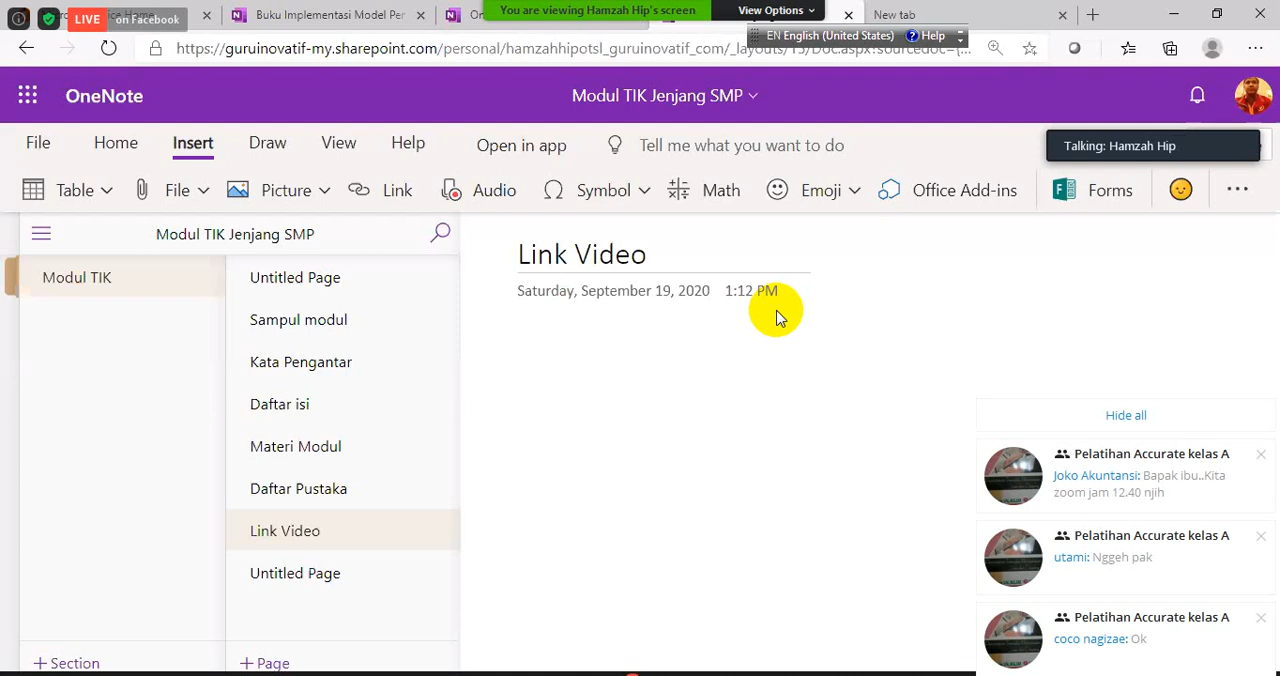 LIVE on Facebook
Buku Implementasi Model Per
On
You are viewing Hamzah Hip's screen
View Options
New tab
EN English (United States) Help
https://guruinovatif-my.sharepoint.com/personal/hamzahhipotsl_guruinovatif_com/_layouts/15/Doc.aspx?sourcedoc={...
OneNote
Modul TIK Jenjang SMP
File Home Insert Draw View Help Open in app Tell me what you want to do
Talking: Hamzah Hip
Table File Picture Link Audio Symbol Math Emoji Office Add-ins Forms
Modul TIK Jenjang SMP
Modul TIK
Untitled Page
Sampul modul
Kata Pengantar
Daftar isi
Materi Modul
Daftar Pustaka
Link Video
Untitled Page
+ Section
+ Page
Link Video
Saturday, September 19, 2020 1:12 PM
Hide all
Pelatihan Accurate kelas A
Joko Akuntansi: Bapak ibu..Kita
zoom jam 12.40 njih
Pelatihan Accurate kelas A
utami: Nggeh pak
Pelatihan Accurate kelas A
coco nagizae: Ok